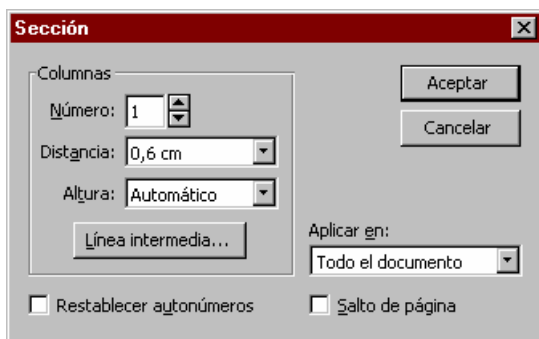 Sección
Columnas
Número: 1
Distancia: 0,6 cm
Altura: Automático
Línea intermedia...
Restablecer autonúmeros
Aceptar
Cancelar
Aplicar en:
Todo el documento
Salto de página